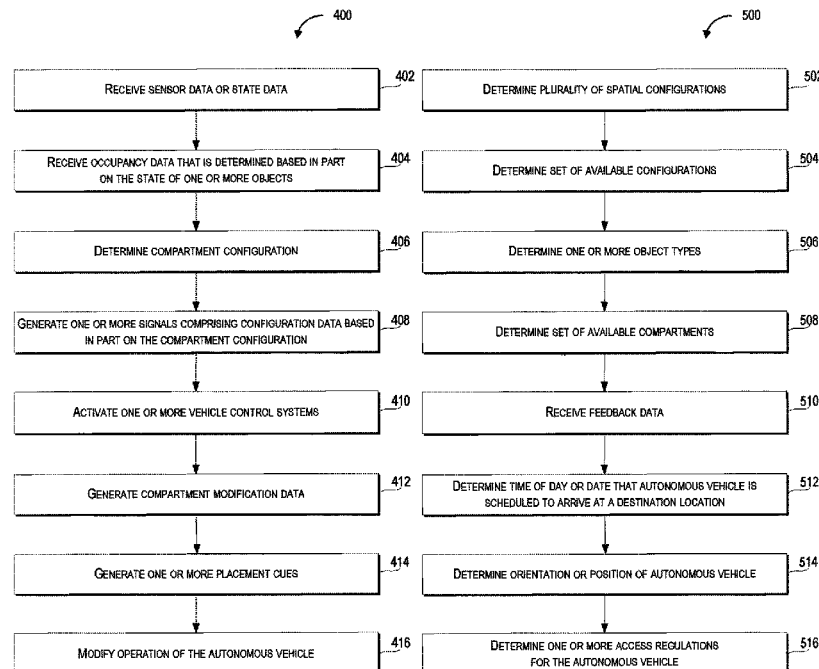 400
RECEIVE SENSOR DATA OR STATE DATA
402
RECEIVE OCCUPANCY DATA THAT IS DETERMINED BASED IN PART
ON THE STATE OF ONE OR MORE OBJECTS
404
DETERMINE COMPARTMENT CONFIGURATION
406
GENERATE ONE OR MORE SIGNALS COMPRISING CONFIGURATION DATA BASED
IN PART ON THE COMPARTMENT CONFIGURATION
408
ACTIVATE ONE OR MORE VEHICLE CONTROL SYSTEMS
410
GENERATE COMPARTMENT MODIFICATION DATA
412
GENERATE ONE OR MORE PLACEMENT CUES
414
MODIFY OPERATION OF THE AUTONOMOUS VEHICLE
416
500
DETERMINE PLURALITY OF SPATIAL CONFIGURATIONS
502
DETERMINE SET OF AVAILABLE CONFIGURATIONS
504
DETERMINE ONE OR MORE OBJECT TYPES
506
DETERMINE SET OF AVAILABLE COMPARTMENTS
508
RECEIVE FEEDBACK DATA
510
DETERMINE TIME OF DAY OR DATE THAT AUTONOMOUS VEHICLE IS
SCHEDULED TO ARRIVE AT A DESTINATION LOCATION
512
DETERMINE ORIENTATION OR POSITION OF AUTONOMOUS VEHICLE
514
DETERMINE ONE OR MORE ACCESS REGULATIONS
FOR THE AUTONOMOUS VEHICLE
516